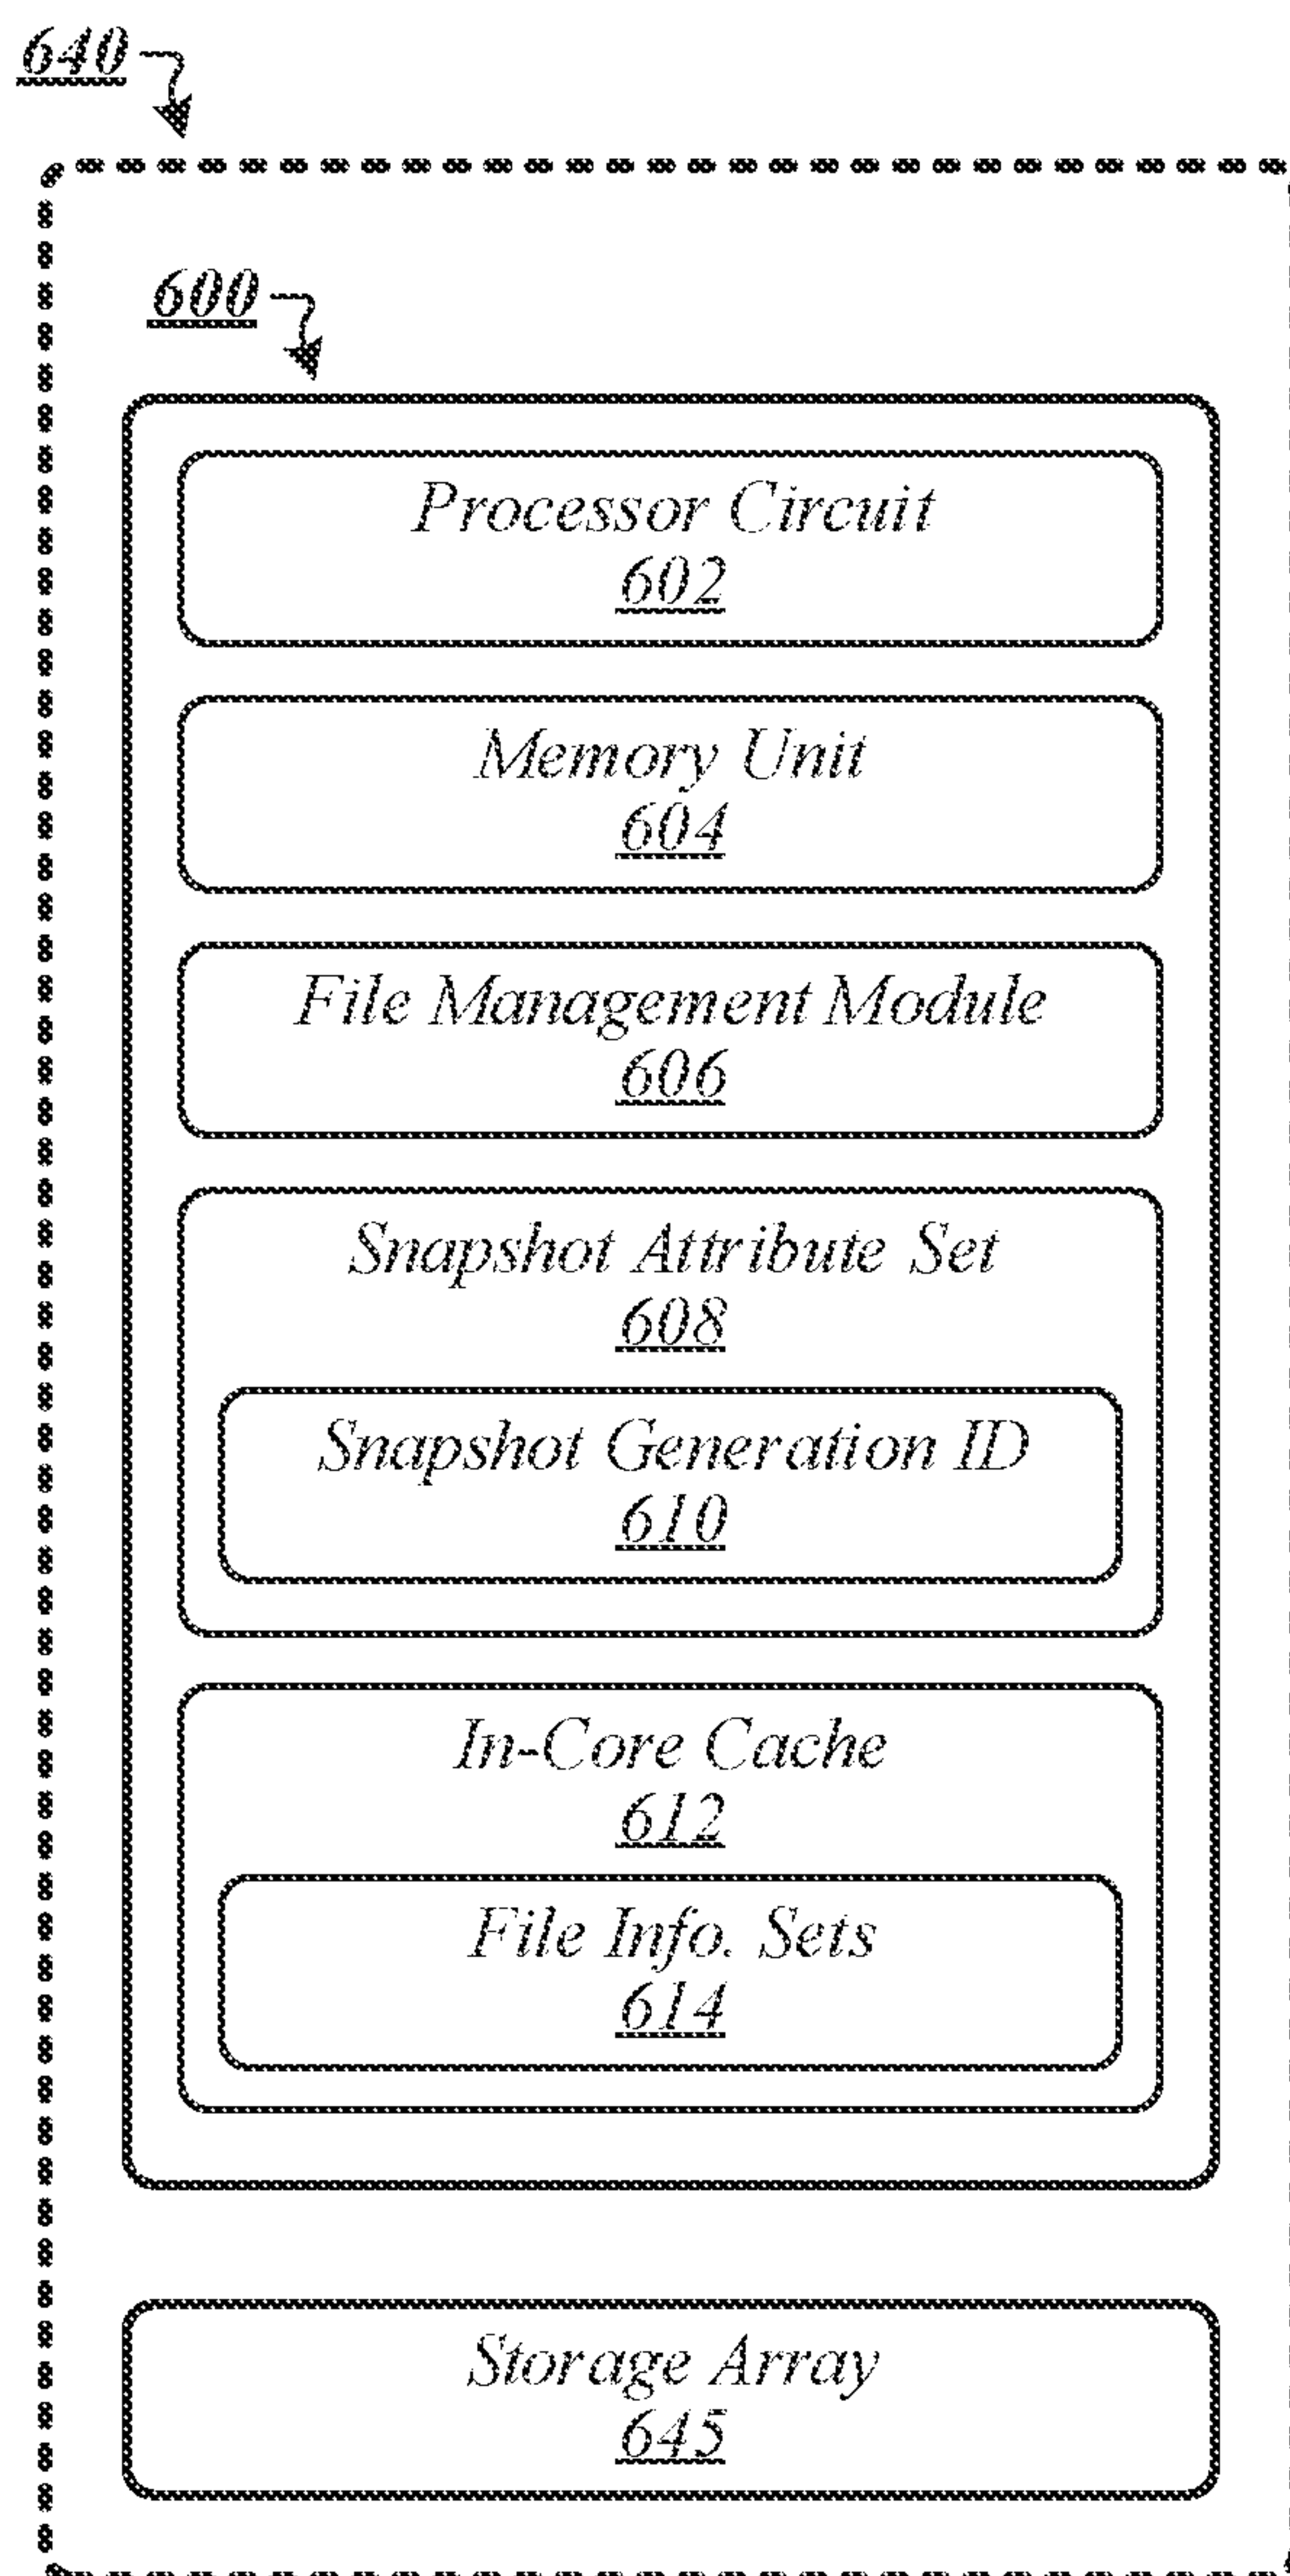 640
600
Processor Circuit
602
Memory Unit
604
File Management Module
606
Snapshot Attribute Set
608
Snapshot Generation ID
610
In-Core Cache
612
File Info. Sets
614
Storage Array
645